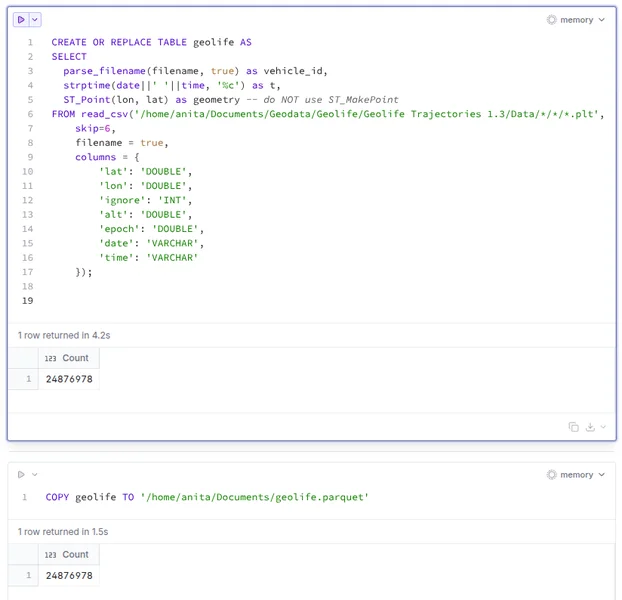 memory
1 CREATE OR REPLACE TABLE geolife AS
2 SELECT
3 parse_filename(filename, true) as vehicle_id,
4 strptime(date||' '||time, '%c') as t,
5 ST_Point(lon, lat) as geometry -- do NOT use ST_MakePoint
6 FROM read_csv('/home/anita/Documents/Geodata/Geolife/Geolife Trajectories 1.3/Data/*/*/*.plt',
7 skip=6,
8 filename = true,
9 columns = {
10 'lat': 'DOUBLE',
11 'lon': 'DOUBLE',
12 'ignore': 'INT',
13 'alt': 'DOUBLE',
14 'epoch': 'DOUBLE',
15 'date': 'VARCHAR',
16 'time': 'VARCHAR'
17 });
18
19
1 row returned in 4.2s
123 Count
1 24876978
memory
1 COPY geolife TO '/home/anita/Documents/geolife.parquet'
1 row returned in 1.5s
123 Count
1 24876978